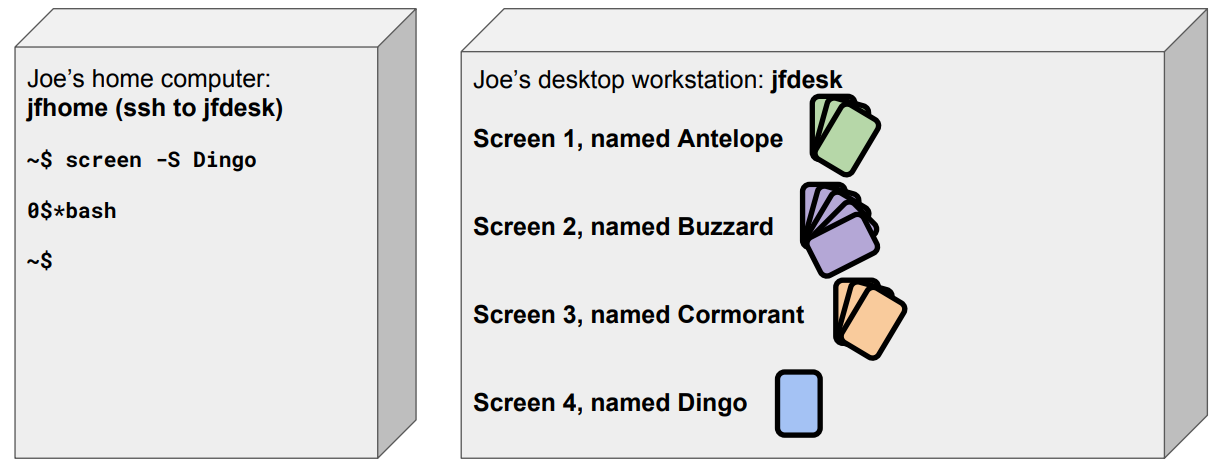 Joe’s home computer:
jfhome (ssh to jfdesk)
~$ screen -S Dingo
0$*bash
~$
Joe’s desktop workstation: jfdesk
Screen 1, named Antelope
Screen 2, named Buzzard
Screen 3, named Cormorant
Screen 4, named Dingo